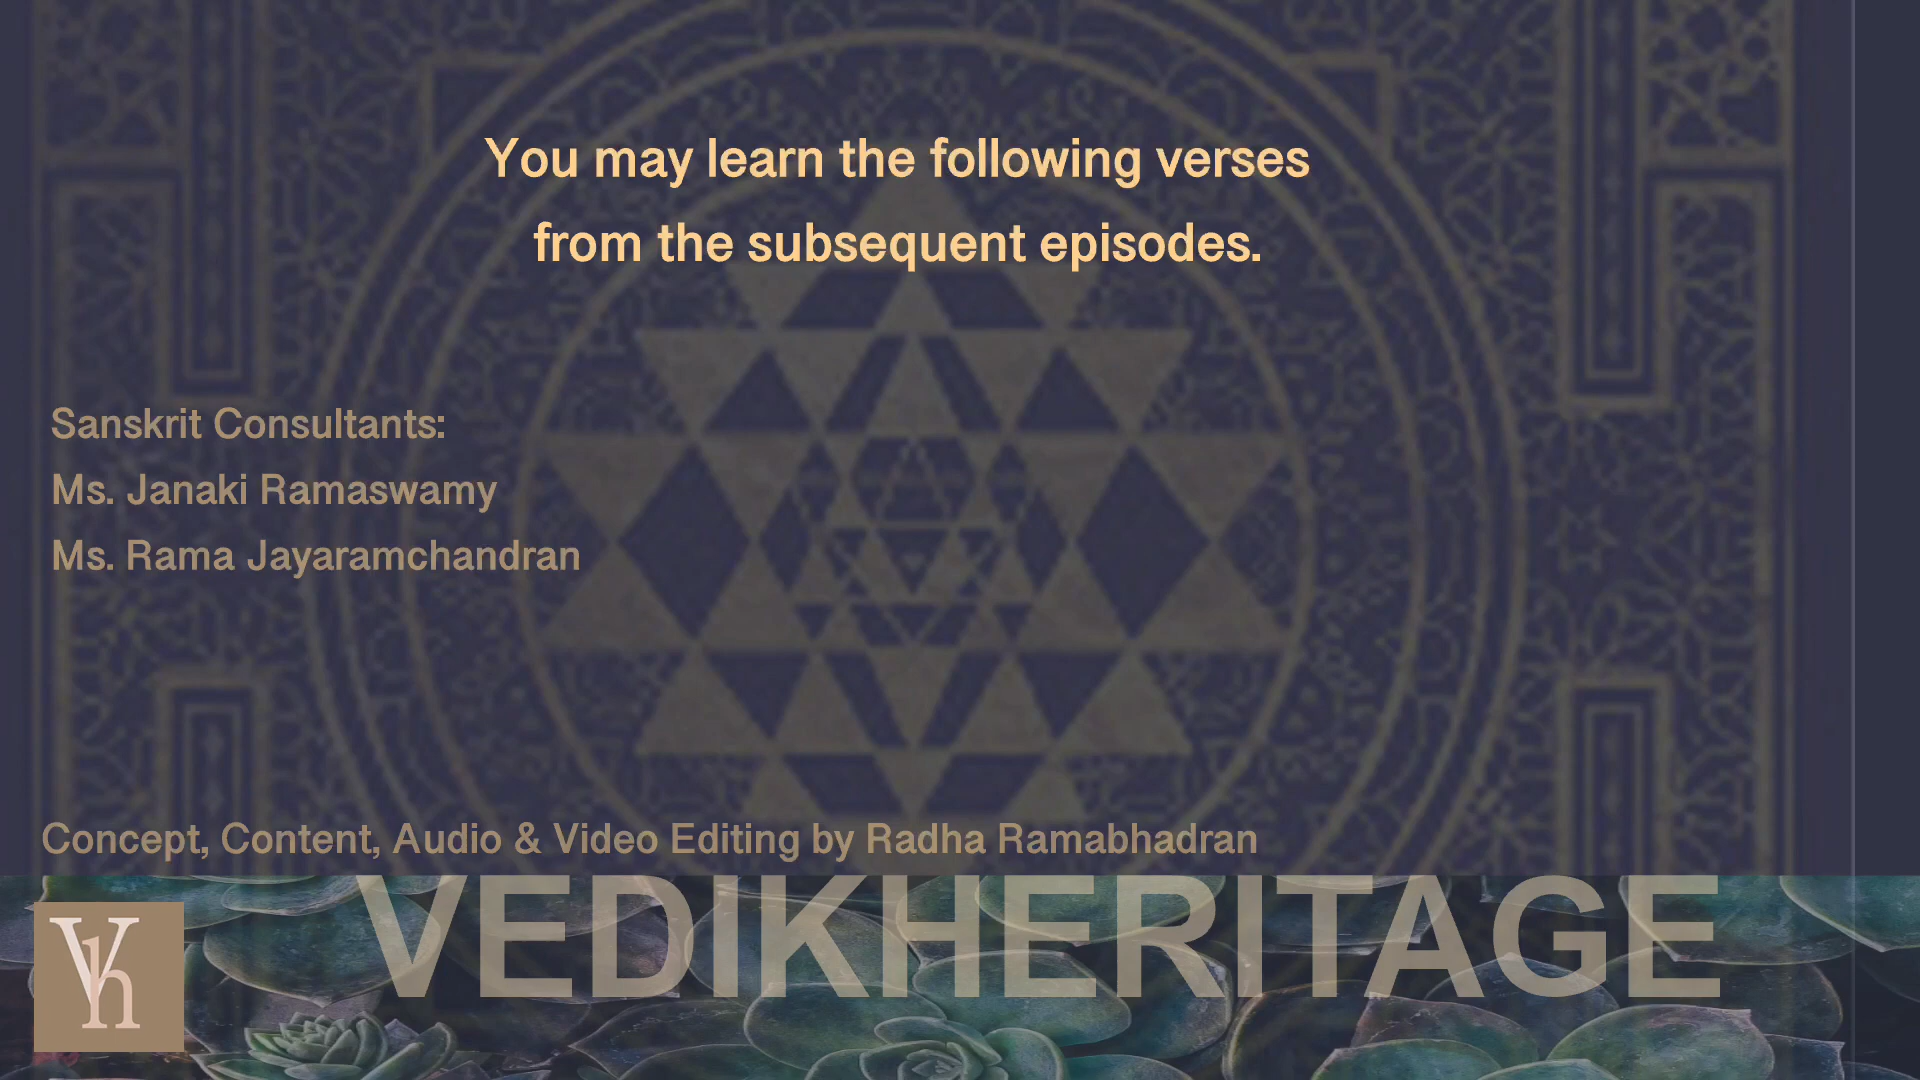 You may learn the following verses
from the subsequent episodes.
Sanskrit Consultants:
Ms. Janaki Ramaswamy
Ms. Rama Jayaramchandran
Concept, Content, Audio & Video Editing by Radha Ramabhadran
VEDIKHERITAGE
Vh